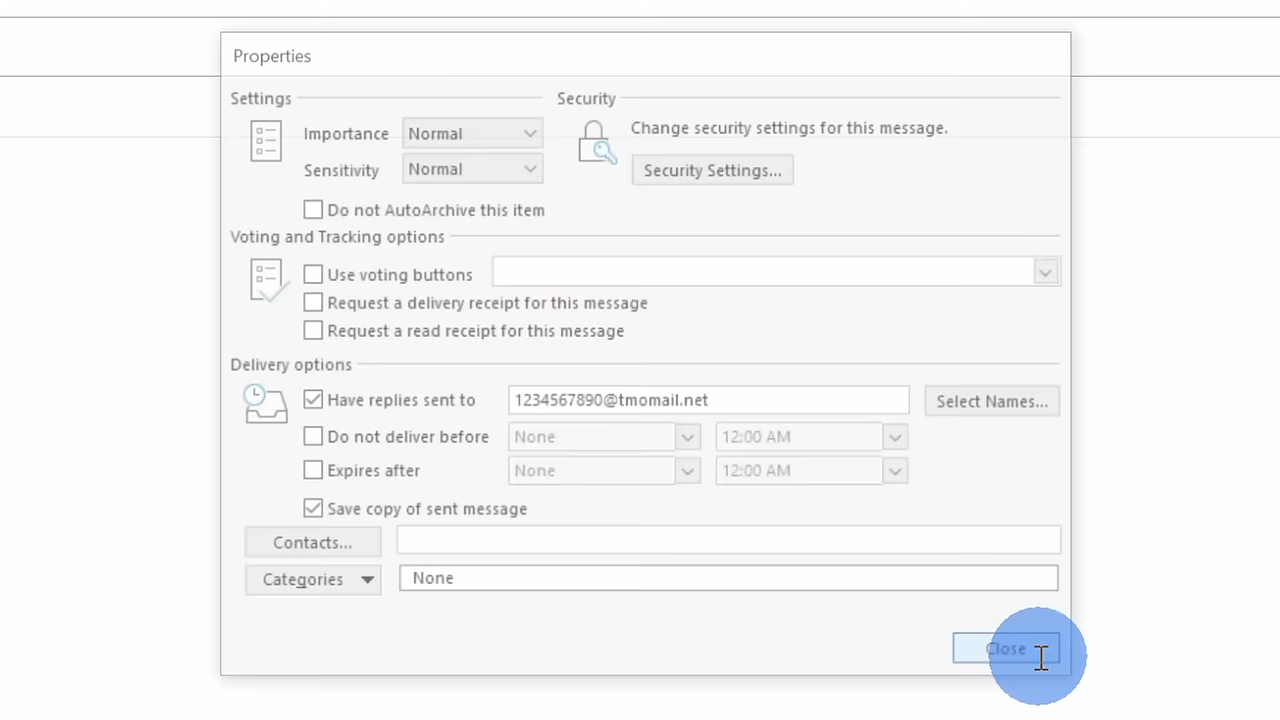 Properties
Settings
Security
Importance Normal
Change security settings for this message.
Sensitivity Normal
Security Settings...
Do not AutoArchive this item
Voting and Tracking options
Use voting buttons
Request a delivery receipt for this message
Request a read receipt for this message
Delivery options
Have replies sent to 1234567890@tmomail.net Select Names...
Do not deliver before None 12:00 AM
Expires after None 12:00 AM
Save copy of sent message
Contacts...
Categories None
Close